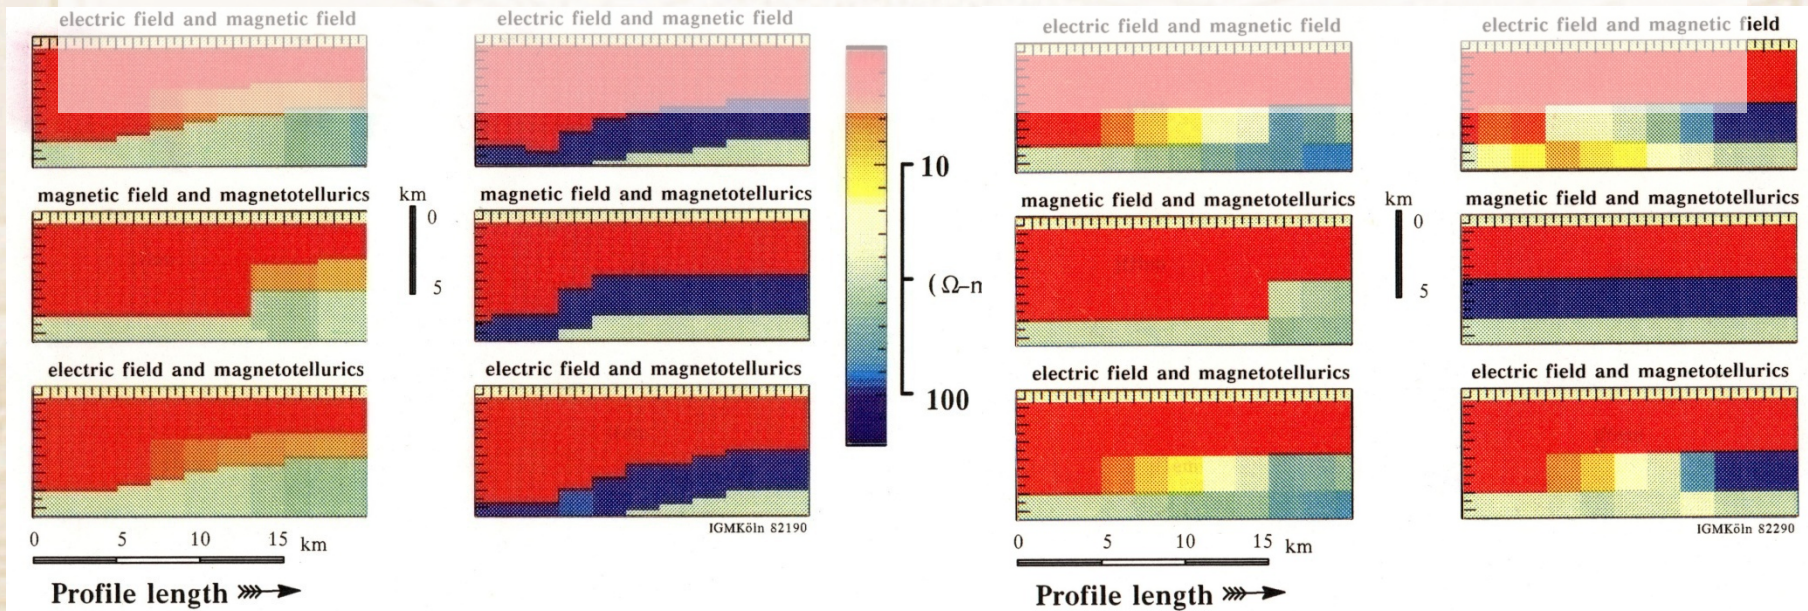 electric field and magnetic field
electric field and magnetic field
electric field and magnetic field
electric field and magnetic field
magnetic field and magnetotellurics
km
magnetic field and magnetotellurics
magnetic field and magnetotellurics
km
magnetic field and magnetotellurics
0
5
10
(Ω-n
100
0
5
electric field and magnetotellurics
electric field and magnetotellurics
electric field and magnetotellurics
electric field and magnetotellurics
IGMKöln 82190
IGMKöln 82290
0 5 10 15 km
0 5 10 15 km
Profile length
Profile length